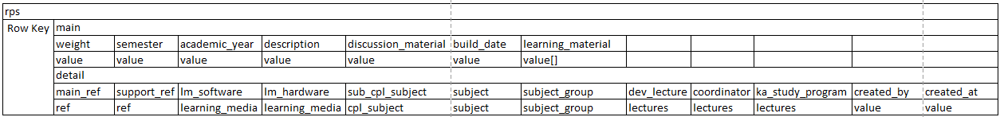 rps
Row Key main
weight semester academic_year description discussion_material build_date learning_material
value value value value value value value[]
detail
main_ref support_ref lm_software lm_hardware sub_cpl_subject subject subject_group dev_lecture coordinator ka_study_program created_by created_at
ref ref learning_media learning_media cpl_subject subject subject_group lectures lectures lectures value value